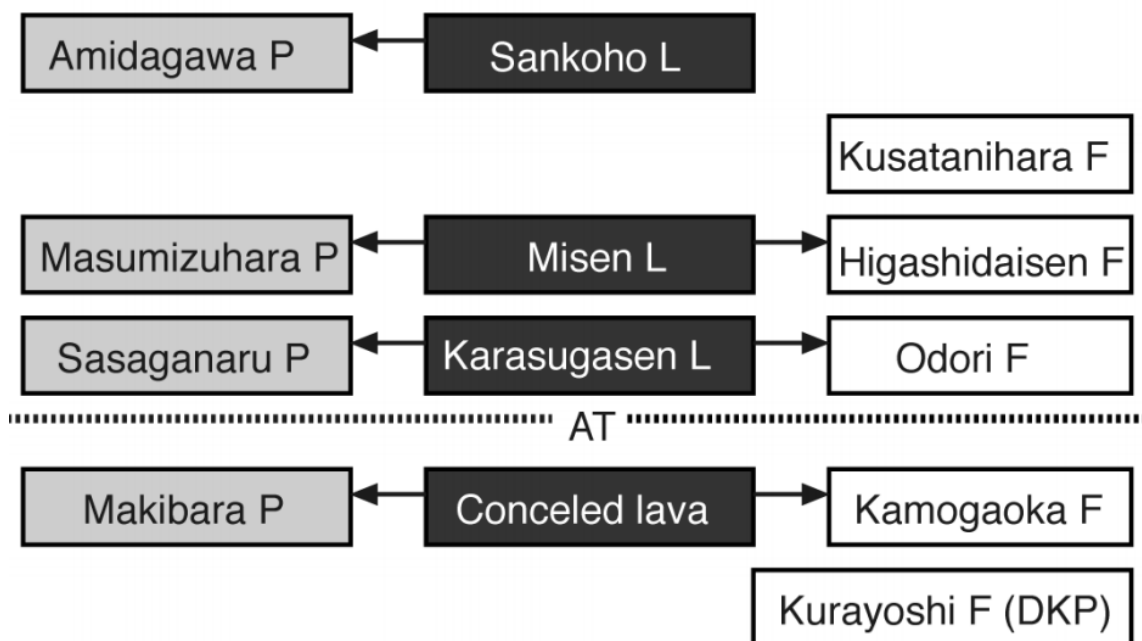 Amidagawa P
Sankoho L
Kusatanihara F
Masumizuhara P
Misen L
Higashidaisen F
Sasaganaru P
Karasugasen L
Odori F
AT
Makibara P
Conceled lava
Kamogaoka F
Kurayoshi F (DKP)